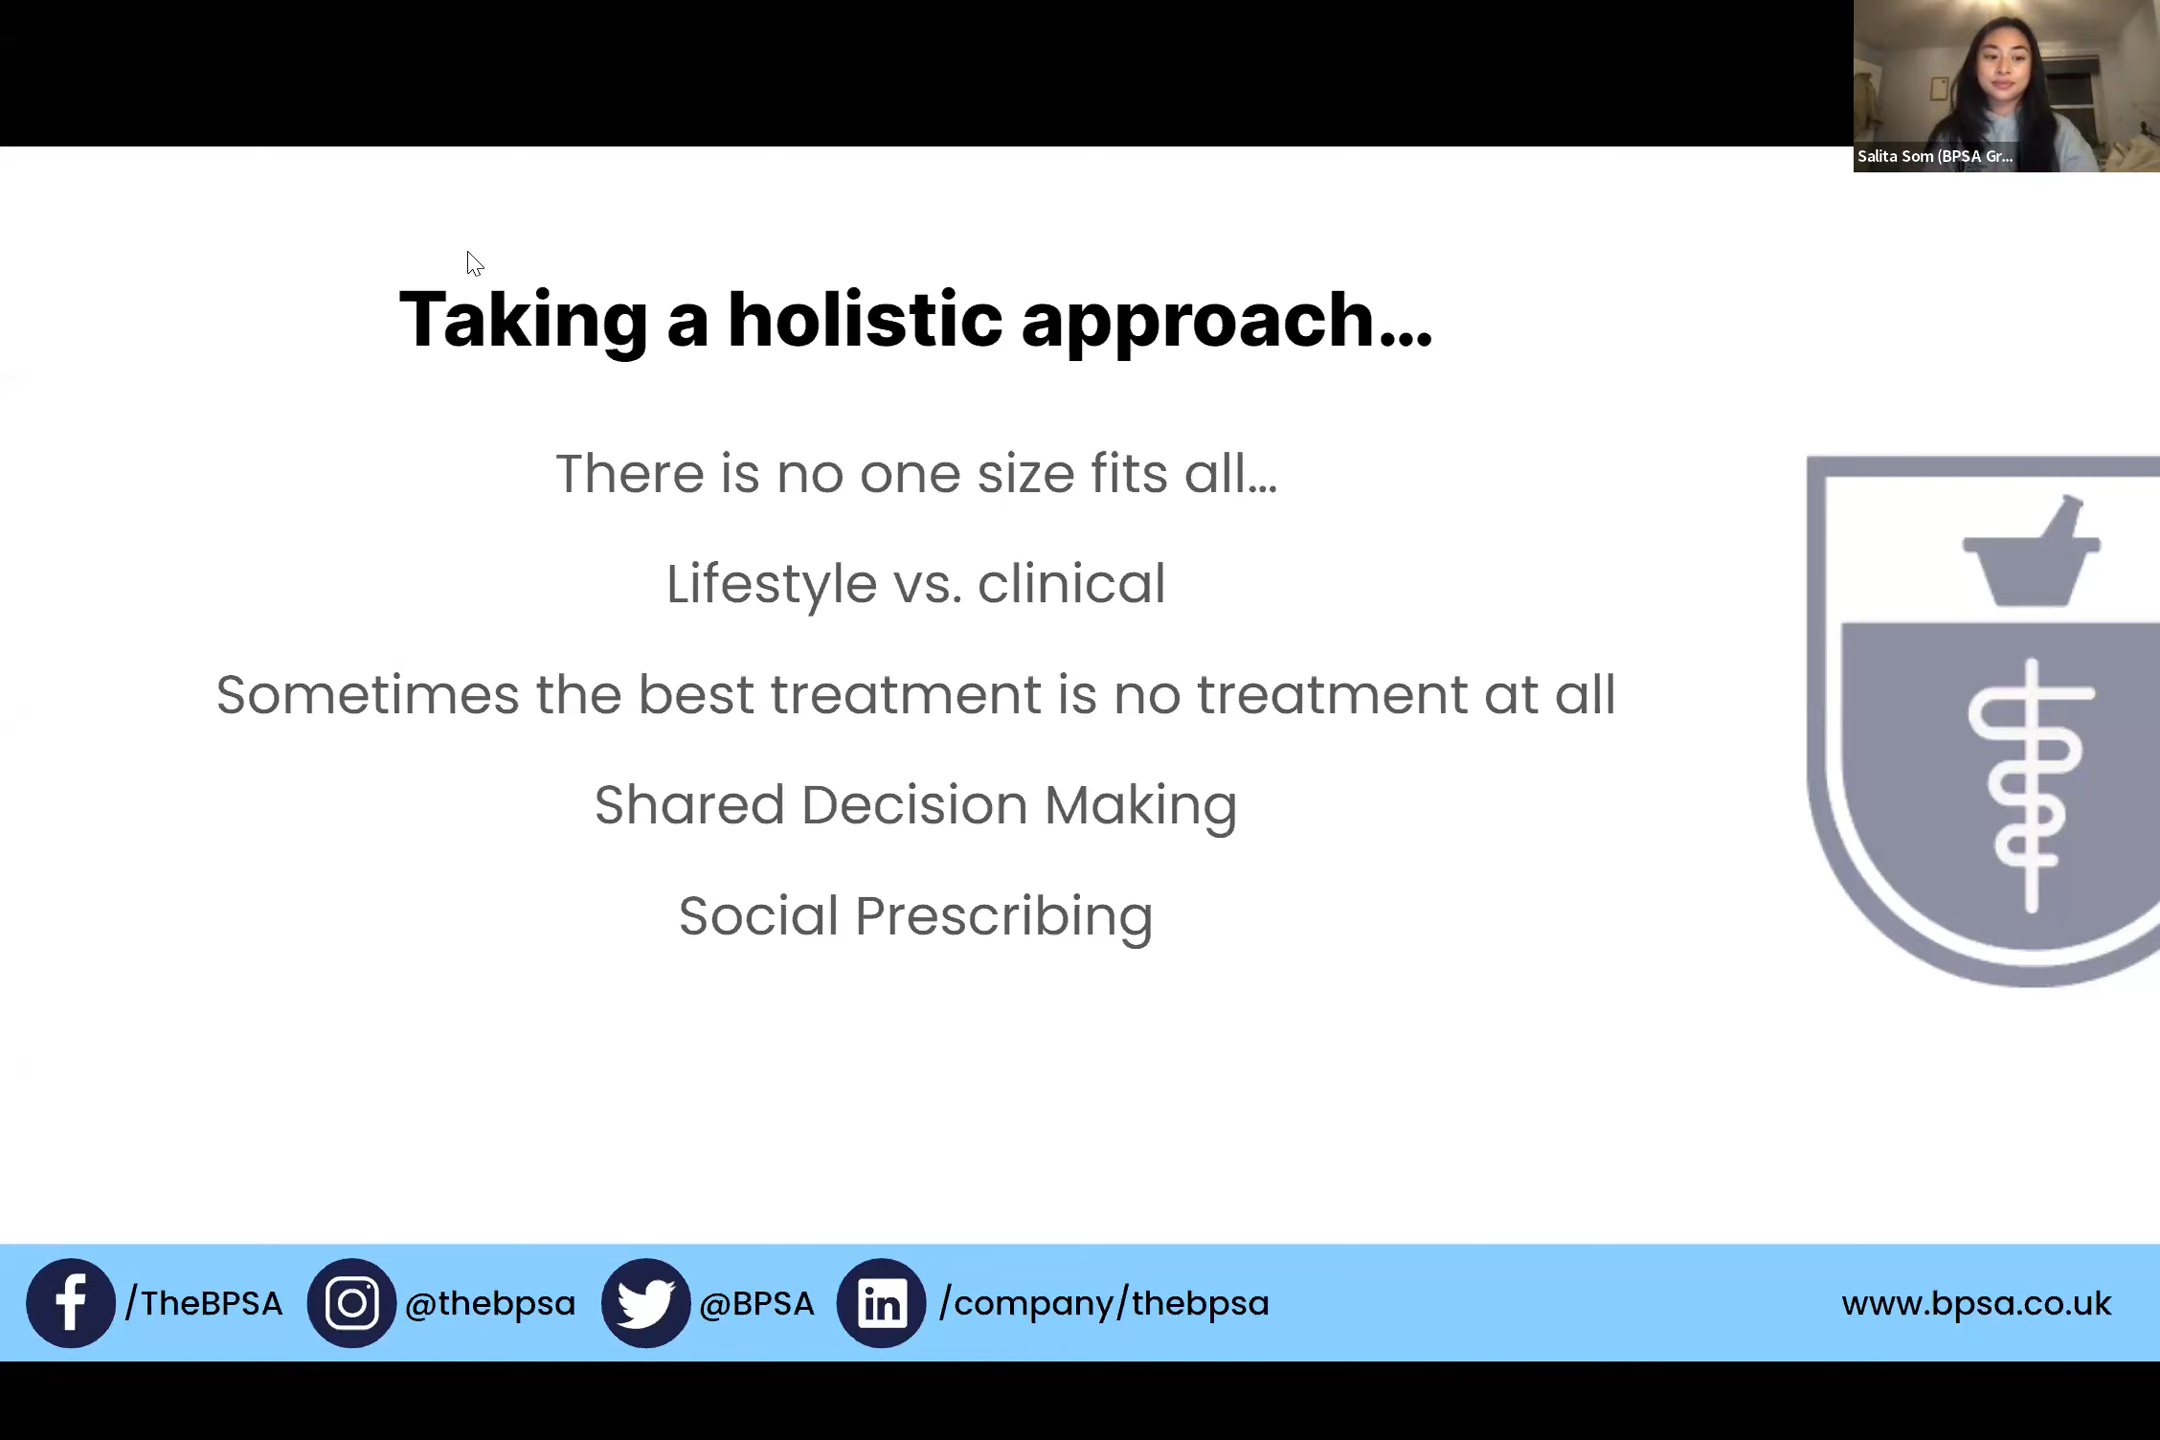 Salita Som (BPSA Gr...
Taking a holistic approach...
There is no one size fits all...
Lifestyle vs. clinical
Sometimes the best treatment is no treatment at all
Shared Decision Making
Social Prescribing
/TheBPSA @thebpsa @BPSA /company/thebpsa www.bpsa.co.uk